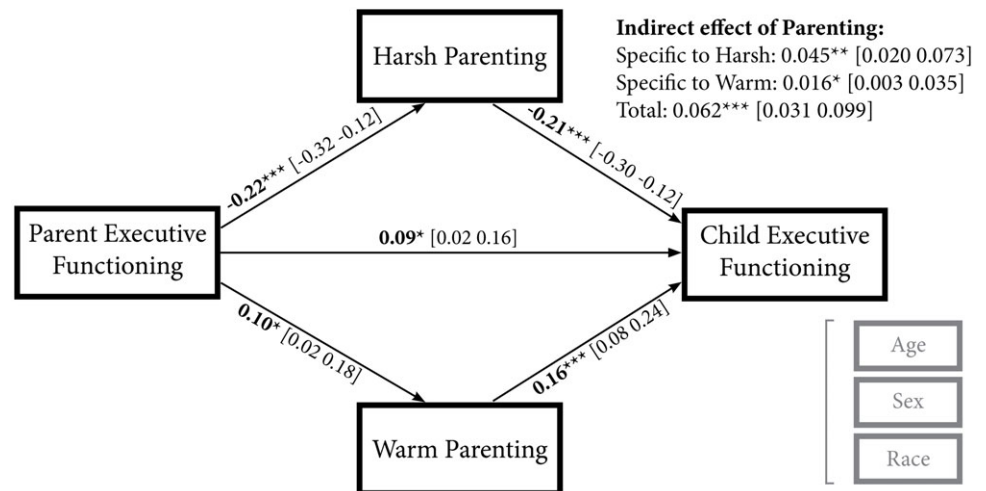 Harsh Parenting
Indirect effect of Parenting:
Specific to Harsh: 0.045** [0.020 0.073]
Specific to Warm: 0.016* [0.003 0.035]
Total: 0.062*** [0.031 0.099]
-0.22*** [-0.32 -0.12]
-0.21*** [-0.30 -0.12]
Parent Executive
Functioning
0.09* [0.02 0.16]
Child Executive
Functioning
0.10* [0.02 0.18]
0.16*** [0.08 0.24]
Warm Parenting
Age
Sex
Race